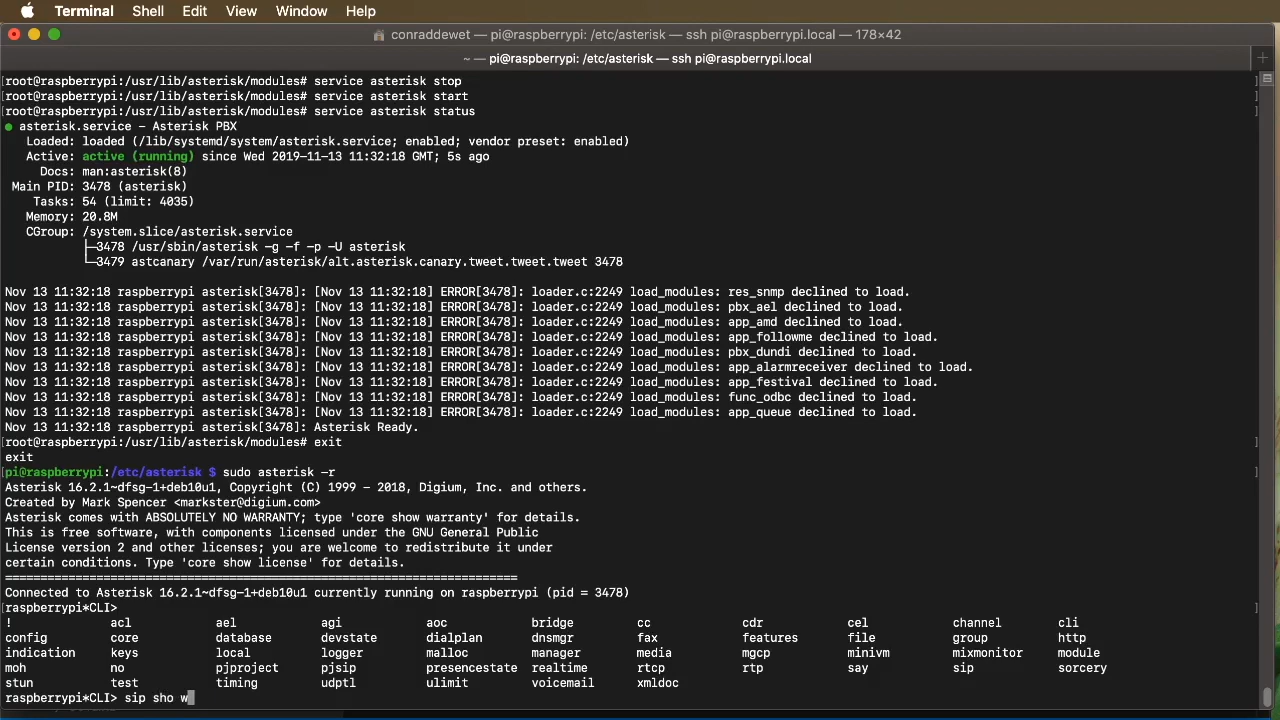 Terminal Shell Edit View Window Help
conraddewet — pi@raspberrypi: /etc/asterisk — ssh pi@raspberrypi.local — 178×42
~ — pi@raspberrypi: /etc/asterisk — ssh pi@raspberrypi.local
[root@raspberrypi:/usr/lib/asterisk/modules# service asterisk stop ]
[root@raspberrypi:/usr/lib/asterisk/modules# service asterisk start ]
[root@raspberrypi:/usr/lib/asterisk/modules# service asterisk status ]
● asterisk.service - Asterisk PBX
Loaded: loaded (/lib/systemd/system/asterisk.service; enabled; vendor preset: enabled)
Active: active (running) since Wed 2019-11-13 11:32:18 GMT; 5s ago
Docs: man:asterisk(8)
Main PID: 3478 (asterisk)
Tasks: 54 (limit: 4035)
Memory: 20.8M
CGroup: /system.slice/asterisk.service
├─3478 /usr/sbin/asterisk -g -f -p -U asterisk
└─3479 astcanary /var/run/asterisk/alt.asterisk.canary.tweet.tweet.tweet 3478
Nov 13 11:32:18 raspberrypi asterisk[3478]: [Nov 13 11:32:18] ERROR[3478]: loader.c:2249 load_modules: res_snmp declined to load.
Nov 13 11:32:18 raspberrypi asterisk[3478]: [Nov 13 11:32:18] ERROR[3478]: loader.c:2249 load_modules: pbx_ael declined to load.
Nov 13 11:32:18 raspberrypi asterisk[3478]: [Nov 13 11:32:18] ERROR[3478]: loader.c:2249 load_modules: app_amd declined to load.
Nov 13 11:32:18 raspberrypi asterisk[3478]: [Nov 13 11:32:18] ERROR[3478]: loader.c:2249 load_modules: app_followme declined to load.
Nov 13 11:32:18 raspberrypi asterisk[3478]: [Nov 13 11:32:18] ERROR[3478]: loader.c:2249 load_modules: pbx_dundi declined to load.
Nov 13 11:32:18 raspberrypi asterisk[3478]: [Nov 13 11:32:18] ERROR[3478]: loader.c:2249 load_modules: app_alarmreceiver declined to load.
Nov 13 11:32:18 raspberrypi asterisk[3478]: [Nov 13 11:32:18] ERROR[3478]: loader.c:2249 load_modules: app_festival declined to load.
Nov 13 11:32:18 raspberrypi asterisk[3478]: [Nov 13 11:32:18] ERROR[3478]: loader.c:2249 load_modules: func_odbc declined to load.
Nov 13 11:32:18 raspberrypi asterisk[3478]: [Nov 13 11:32:18] ERROR[3478]: loader.c:2249 load_modules: app_queue declined to load.
Nov 13 11:32:18 raspberrypi asterisk[3478]: Asterisk Ready.
[root@raspberrypi:/usr/lib/asterisk/modules# exit ]
exit
[pi@raspberrypi:/etc/asterisk $ sudo asterisk -r ]
Asterisk 16.2.1~dfsg-1+deb10u1, Copyright (C) 1999 - 2018, Digium, Inc. and others.
Created by Mark Spencer <markster@digium.com>
Asterisk comes with ABSOLUTELY NO WARRANTY; type 'core show warranty' for details.
This is free software, with components licensed under the GNU General Public
License version 2 and other licenses; you are welcome to redistribute it under
certain conditions. Type 'core show license' for details.
=========================================================================
Connected to Asterisk 16.2.1~dfsg-1+deb10u1 currently running on raspberrypi (pid = 3478)
[raspberrypi*CLI> ]
! acl ael agi aoc bridge cc cdr cel channel cli
config core database devstate dialplan dnsmgr fax features file group http
indication keys local logger malloc manager media mgcp minivm mixmonitor module
moh no pjproject pjsip presencestate realtime rtcp rtp say sip sorcery
stun test timing udptl ulimit voicemail xmldoc
raspberrypi*CLI> sip sho w